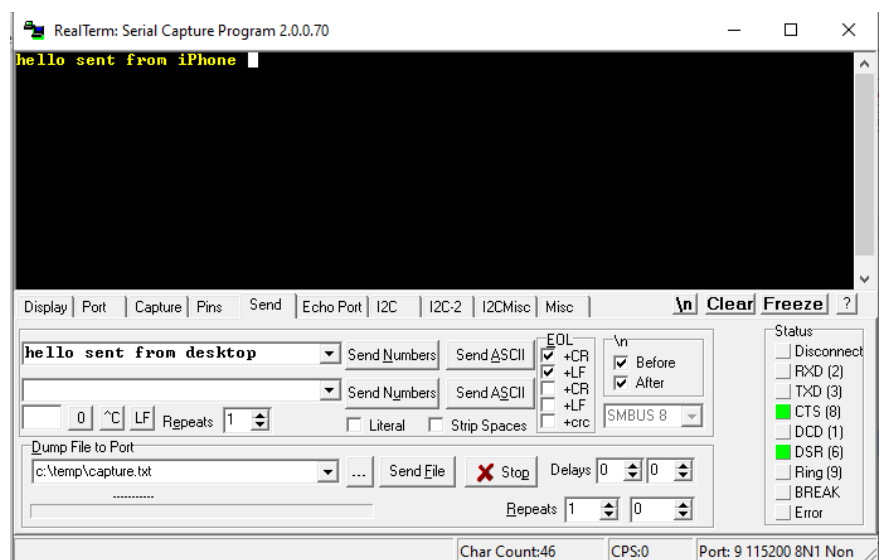 RealTerm: Serial Capture Program 2.0.0.70
hello sent from iPhone
Display Port Capture Pins Send Echo Port I2C I2C-2 I2CMisc Misc \n Clear Freeze ?
hello sent from desktop Send Numbers Send ASCII
Send Numbers Send ASCII
0 ^C LF Repeats 1 Literal Strip Spaces
EOL
+CR
+LF
+CR
+LF
+crc
\n
Before
After
SMBUS 8
Dump File to Port
c:\temp\capture.txt ... Send File Stop Delays 0 0
Repeats 1 0
Status
Disconnect
RXD (2)
TXD (3)
CTS (8)
DCD (1)
DSR (6)
Ring (9)
BREAK
Error
Char Count:46 CPS:0 Port: 9 115200 8N1 Non